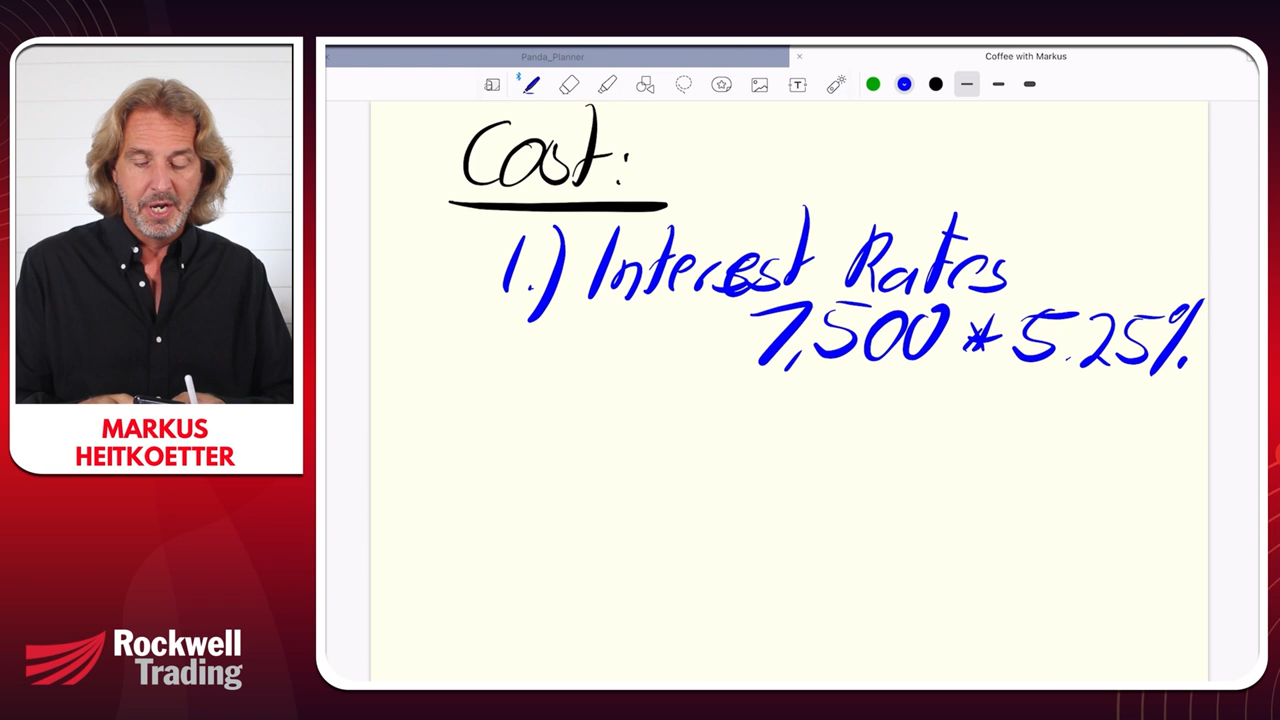 Panda_Planner
Coffee with Markus
Cost:
1.) Interest Rates
7,500 * 5.25%
MARKUS
HEITKOETTER
Rockwell
Trading